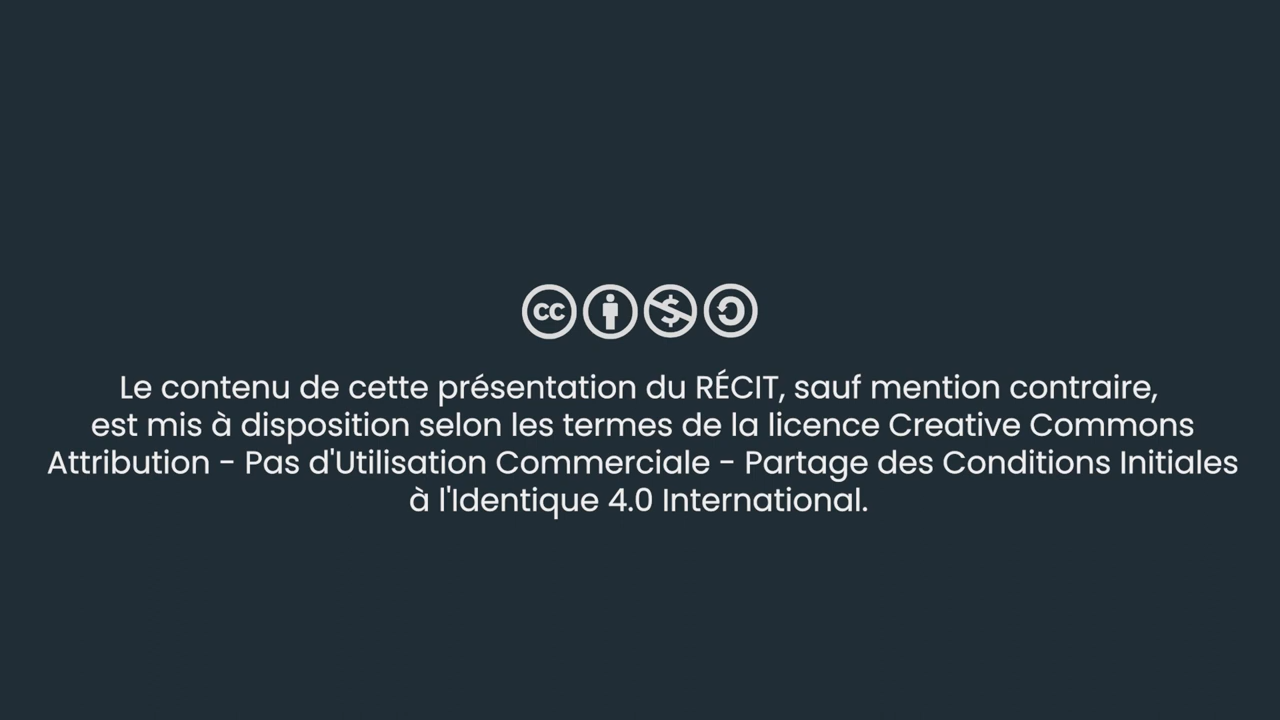 Le contenu de cette présentation du RÉCIT, sauf mention contraire,
est mis à disposition selon les termes de la licence Creative Commons
Attribution - Pas d'Utilisation Commerciale - Partage des Conditions Initiales
à l'Identique 4.0 International.